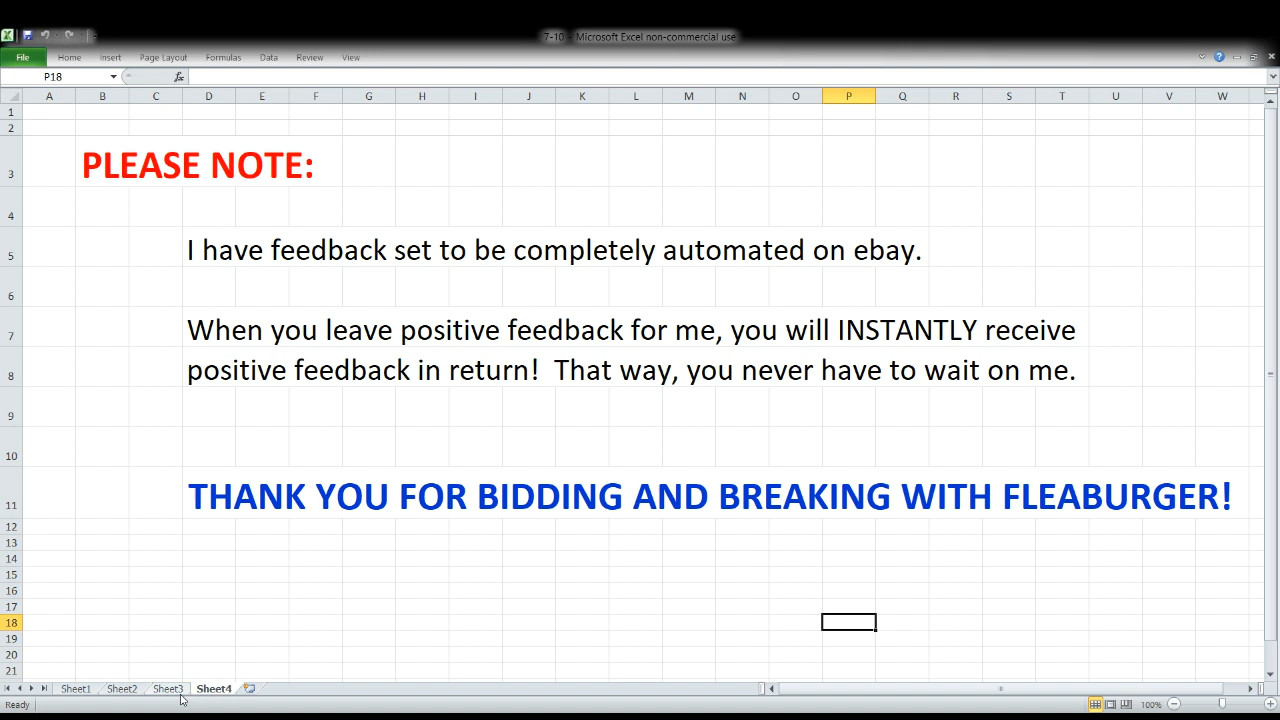 7-10 - Microsoft Excel non-commercial use
File Home Insert Page Layout Formulas Data Review View
P18 fx
A B C D E F G H I J K L M N O P Q R S T U V W
1
2
3 PLEASE NOTE:
4
5 I have feedback set to be completely automated on ebay.
6
7 When you leave positive feedback for me, you will INSTANTLY receive
8 positive feedback in return!  That way, you never have to wait on me.
9
10
11 THANK YOU FOR BIDDING AND BREAKING WITH FLEABURGER!
12
13
14
15
16
17
18
19
20
21
Sheet1 Sheet2 Sheet3 Sheet4
Ready 100%